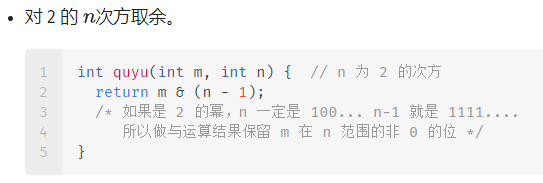 • 对 2 的 n次方取余。
1 int quyu(int m, int n) {  // n 为 2 的次方
2   return m & (n - 1);
3   /* 如果是 2 的幂，n 一定是 100... n-1 就是 1111....
4      所以做与运算结果保留 m 在 n 范围的非 0 的位 */
5 }